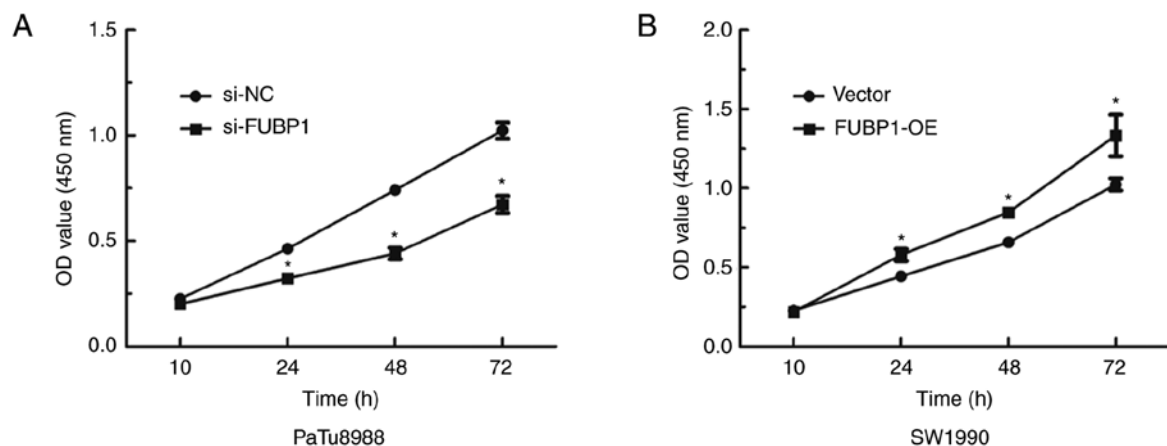 A
OD value (450 nm)
1.5
1.0
0.5
0.0
si-NC
si-FUBP1
*
*
*
10 24 48 72
Time (h)
PaTu8988
B
OD value (450 nm)
2.0
1.5
1.0
0.5
0.0
Vector
FUBP1-OE
*
*
*
10 24 48 72
Time (h)
SW1990